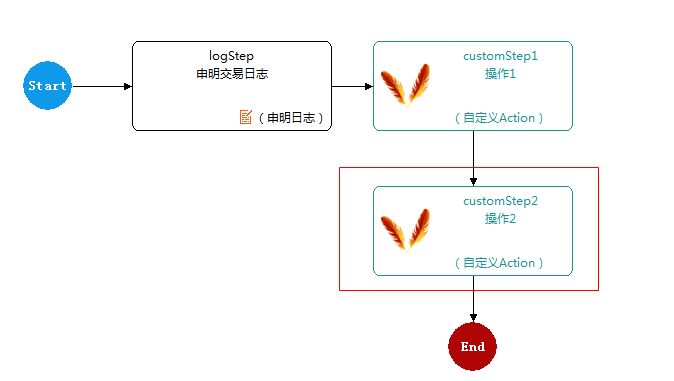 Start
logStep
申明交易日志
（申明日志）
customStep1
操作1
（自定义Action）
customStep2
操作2
（自定义Action）
End